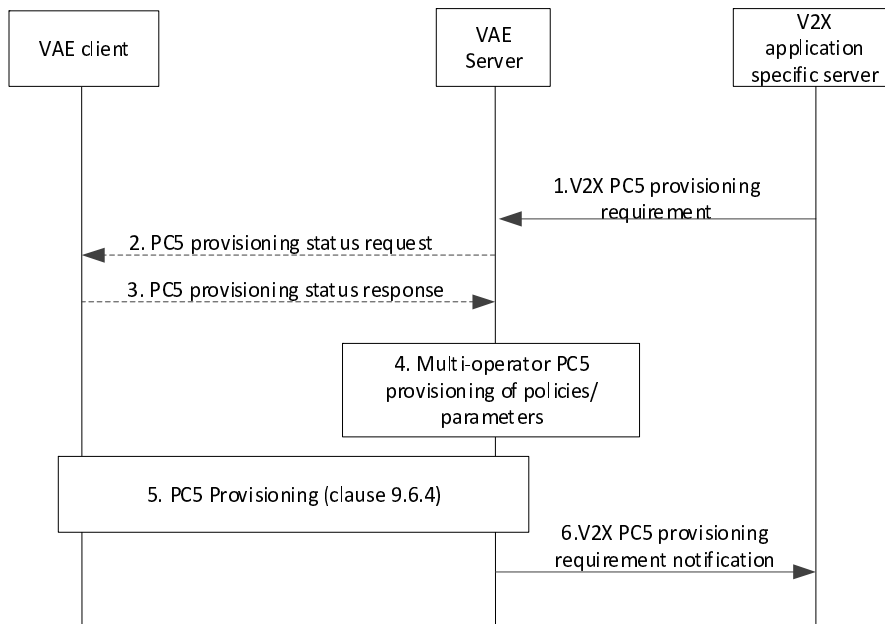 VAE client
VAE
Server
V2X
application
specific server
1.V2X PC5 provisioning
requirement
2. PC5 provisioning status request
3. PC5 provisioning status response
4. Multi-operator PC5
provisioning of policies/
parameters
5. PC5 Provisioning (clause 9.6.4)
6.V2X PC5 provisioning
requirement notification